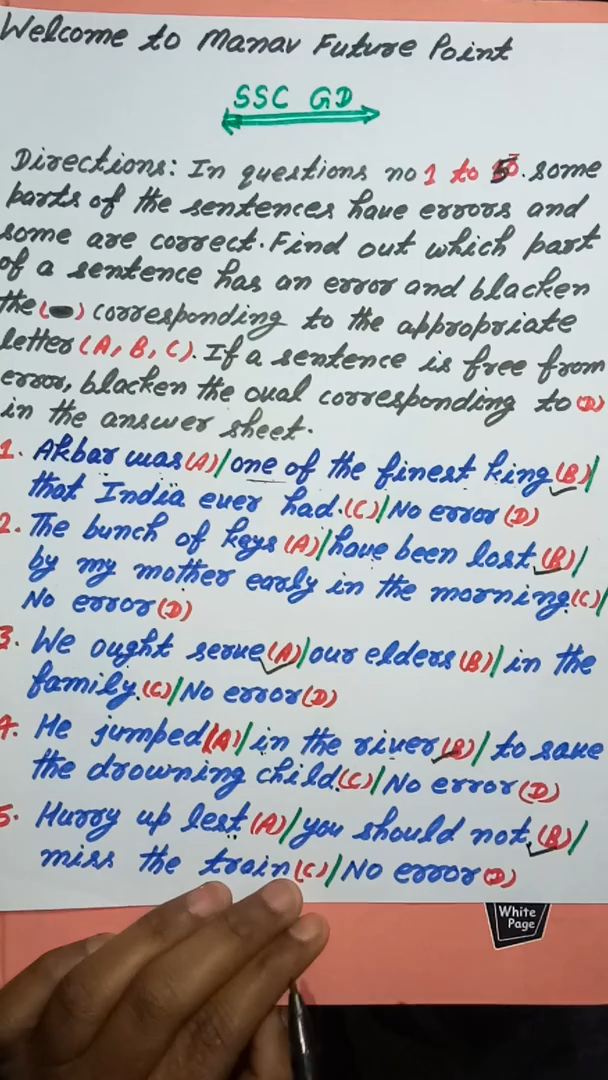 Welcome to Manav Future Point
SSC GD
Directions: In questions no 1 to 5. some
parts of the sentences have errors and
some are correct. Find out which part
of a sentence has an error and blacken
the ( ) corresponding to the appropriate
letter (A, B, C). If a sentence is free from
error, blacken the oval corresponding to (D)
in the answer sheet.
1. Akbar was (A)/one of the finest king (B)/
that India ever had. (C)/No error (D)
2. The bunch of keys (A)/have been lost (B)/
by my mother early in the morning. (C)/
No error (D)
3. We ought serve (A)/our elders (B)/in the
family. (C)/No error (D)
4. He jumped (A)/in the river (B)/to save
the drowning child. (C)/No error (D)
5. Hurry up lest (A)/you should not (B)/
miss the train (C)/No error (D)
White
Page